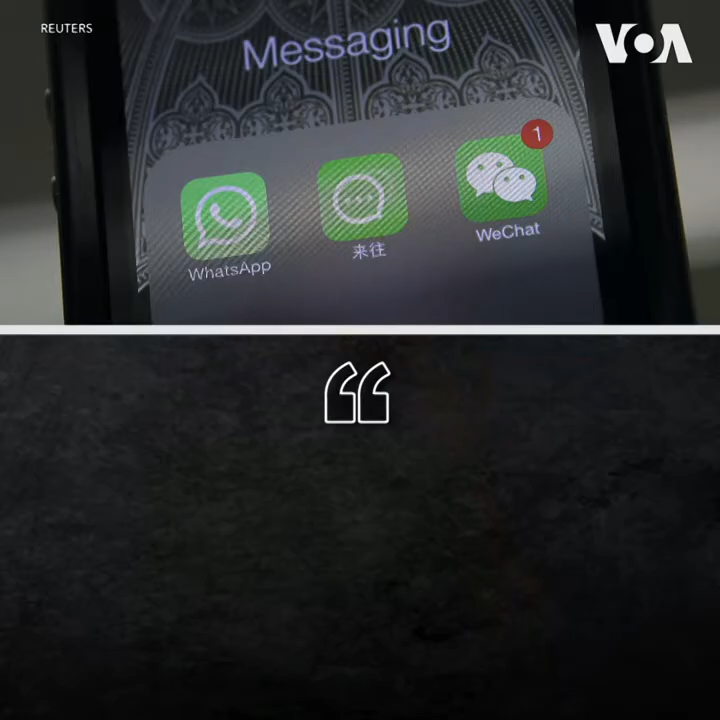 REUTERS
VOA
Messaging
1
WhatsApp
来往
WeChat
“